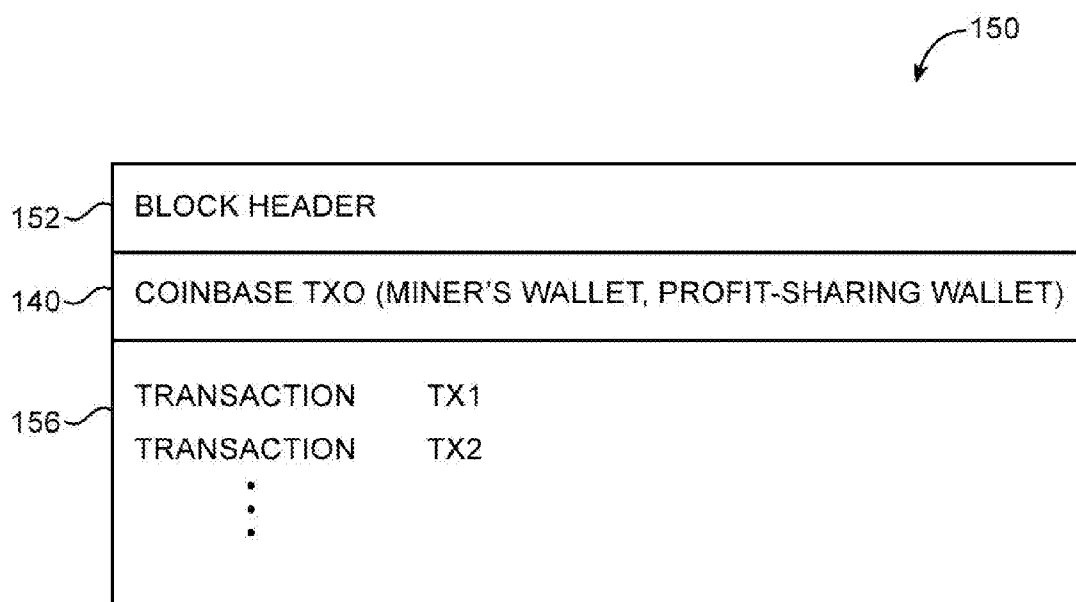 150
152 BLOCK HEADER
140 COINBASE TXO (MINER'S WALLET, PROFIT-SHARING WALLET)
TRANSACTION TX1
156
TRANSACTION TX2